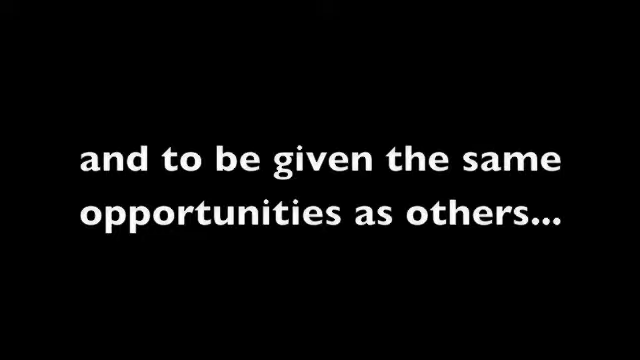 and to be given the same
opportunities as others...